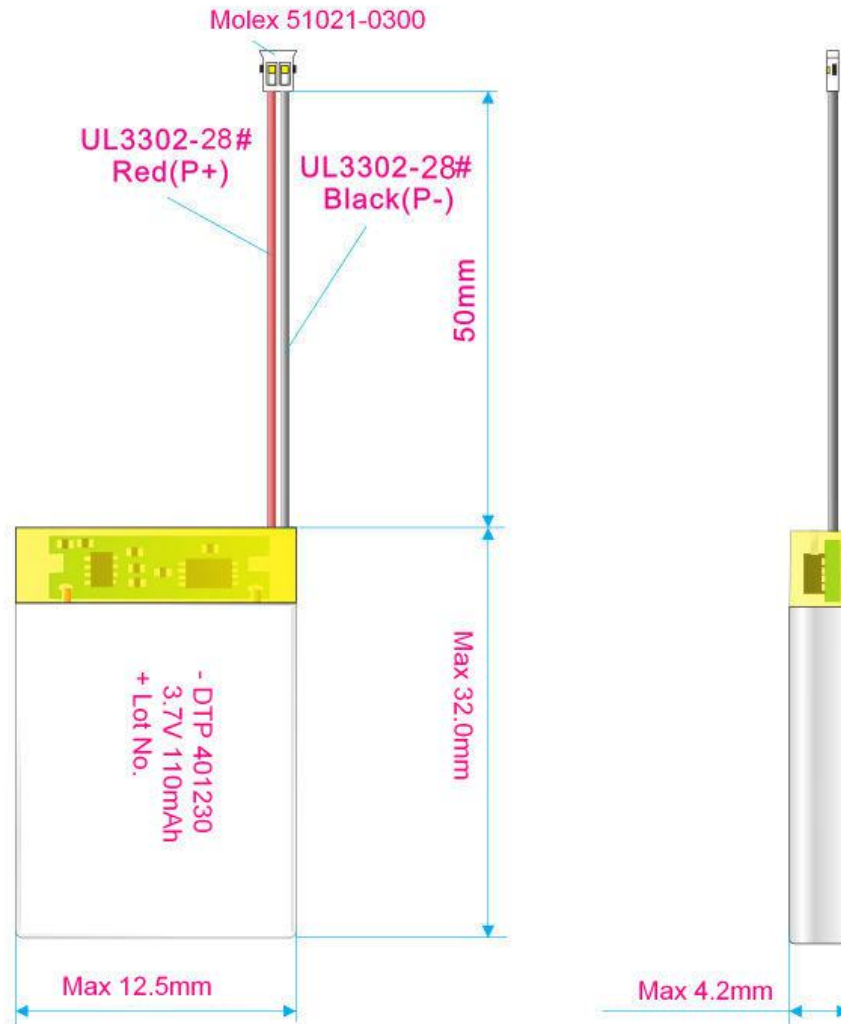 Molex 51021-0300
UL3302-28#
Red(P+)
UL3302-28#
Black(P-)
50mm
Max 32.0mm
- DTP 401230
3.7V 110mAh
+ Lot No.
Max 12.5mm
Max 4.2mm